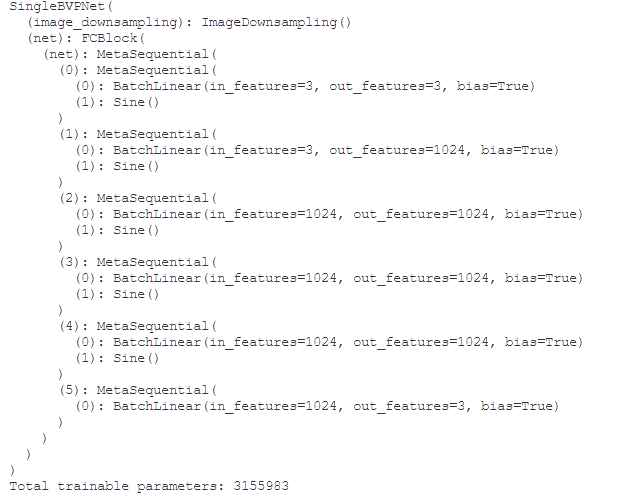 SingleBVPNet(
  (image_downsampling): ImageDownsampling()
  (net): FCBlock(
    (net): MetaSequential(
      (0): MetaSequential(
        (0): BatchLinear(in_features=3, out_features=3, bias=True)
        (1): Sine()
      )
      (1): MetaSequential(
        (0): BatchLinear(in_features=3, out_features=1024, bias=True)
        (1): Sine()
      )
      (2): MetaSequential(
        (0): BatchLinear(in_features=1024, out_features=1024, bias=True)
        (1): Sine()
      )
      (3): MetaSequential(
        (0): BatchLinear(in_features=1024, out_features=1024, bias=True)
        (1): Sine()
      )
      (4): MetaSequential(
        (0): BatchLinear(in_features=1024, out_features=1024, bias=True)
        (1): Sine()
      )
      (5): MetaSequential(
        (0): BatchLinear(in_features=1024, out_features=3, bias=True)
      )
    )
  )
)
Total trainable parameters: 3155983